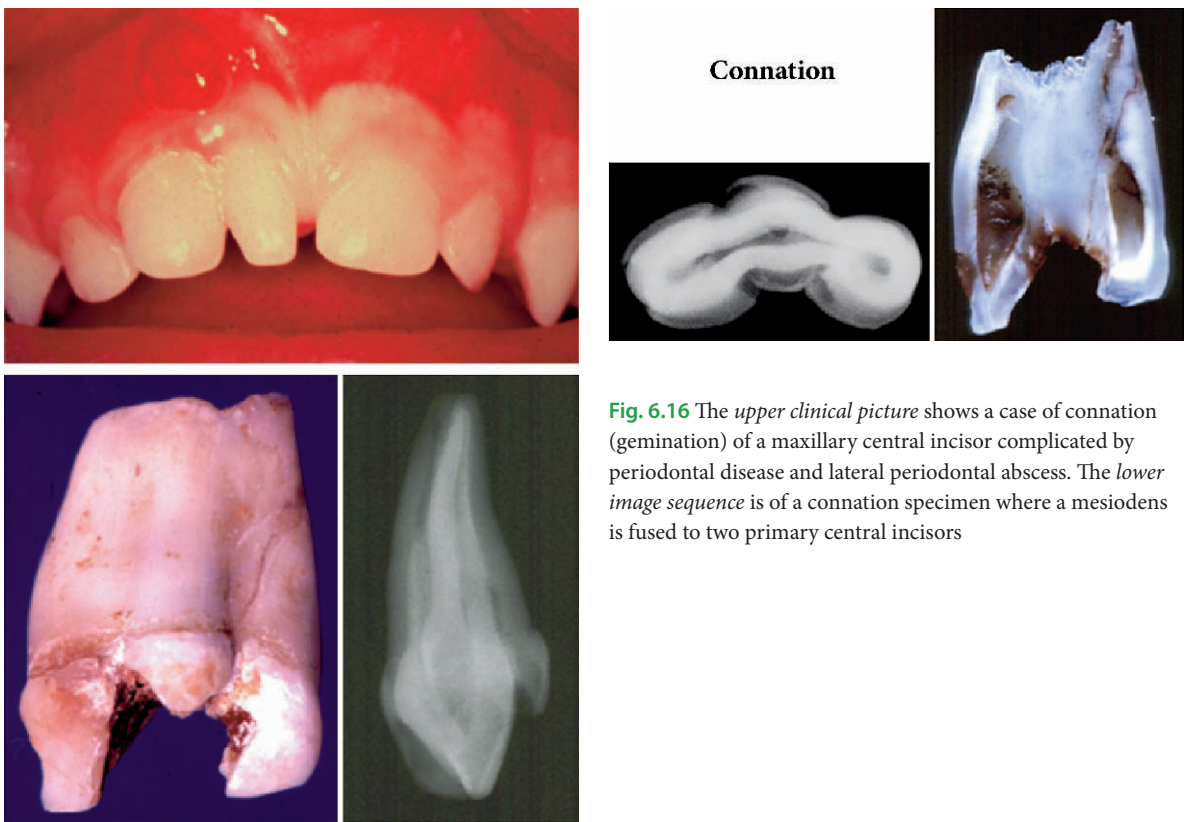 Connation
Fig. 6.16 The upper clinical picture shows a case of connation
(gemination) of a maxillary central incisor complicated by
periodontal disease and lateral periodontal abscess. The lower
image sequence is of a connation specimen where a mesiodens
is fused to two primary central incisors